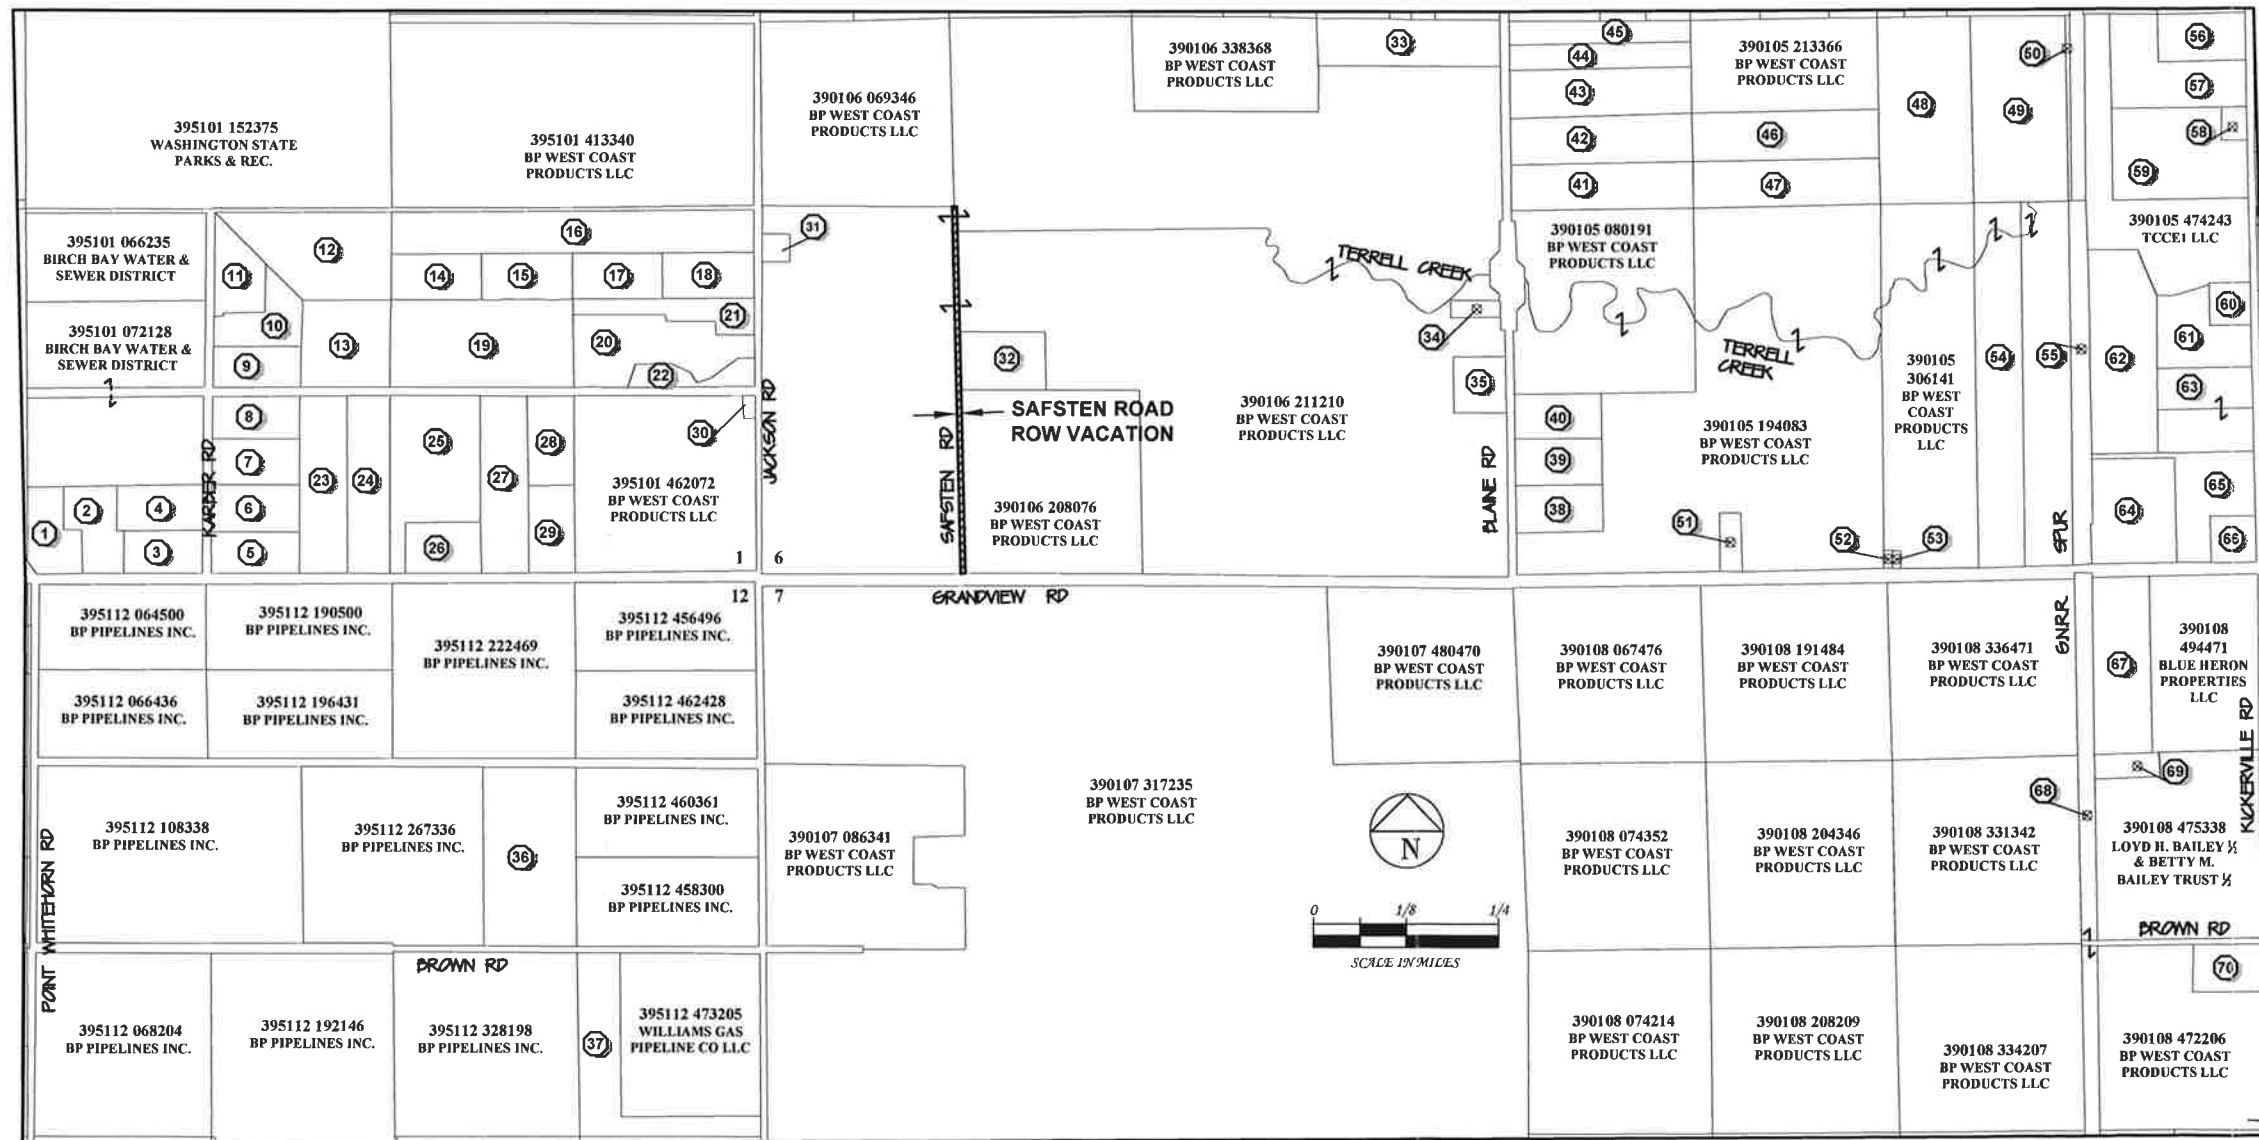 395101 152375
WASHINGTON STATE
PARKS & REC.
395101 413340
BP WEST COAST
PRODUCTS LLC
390106 069346
BP WEST COAST
PRODUCTS LLC
390106 338368
BP WEST COAST
PRODUCTS LLC
33
45
44
43
42
41
390105 213366
BP WEST COAST
PRODUCTS LLC
46
47
48
49
50
56
57
58
59
395101 066235
BIRCH BAY WATER &
SEWER DISTRICT
395101 072128
BIRCH BAY WATER &
SEWER DISTRICT
11
12
10
9
13
16
14
15
17
18
19
20
21
22
31
32
TERRELL CREEK
34
35
390105 080191
BP WEST COAST
PRODUCTS LLC
TERRELL
CREEK
390105
306141
BP WEST
COAST
PRODUCTS
LLC
54
55
390105 474243
TCCE1 LLC
60
61
62
63
8
7
6
5
KARBER RD
1
2
4
3
23
24
25
26
27
28
29
30
395101 462072
BP WEST COAST
PRODUCTS LLC
JACKSON RD
SAFSTEN RD
SAFSTEN ROAD
ROW VACATION
390106 208076
BP WEST COAST
PRODUCTS LLC
390106 211210
BP WEST COAST
PRODUCTS LLC
BLAINE RD
40
39
38
390105 194083
BP WEST COAST
PRODUCTS LLC
51
52
53
SPUR
64
65
66
1
6
12
7
GRANDVIEW RD
395112 064500
BP PIPELINES INC.
395112 190500
BP PIPELINES INC.
395112 222469
BP PIPELINES INC.
395112 456496
BP PIPELINES INC.
395112 066436
BP PIPELINES INC.
395112 196431
BP PIPELINES INC.
395112 462428
BP PIPELINES INC.
390107 480470
BP WEST COAST
PRODUCTS LLC
390108 067476
BP WEST COAST
PRODUCTS LLC
390108 191484
BP WEST COAST
PRODUCTS LLC
390108 336471
BP WEST COAST
PRODUCTS LLC
G.N.R.R.
67
390108
494471
BLUE HERON
PROPERTIES
LLC
KICKERVILLE RD
POINT WHITEHORN RD
395112 108338
BP PIPELINES INC.
395112 267336
BP PIPELINES INC.
36
395112 460361
BP PIPELINES INC.
395112 458300
BP PIPELINES INC.
390107 086341
BP WEST COAST
PRODUCTS LLC
390107 317235
BP WEST COAST
PRODUCTS LLC
N
0 1/8 1/4
SCALE IN MILES
390108 074352
BP WEST COAST
PRODUCTS LLC
390108 204346
BP WEST COAST
PRODUCTS LLC
390108 331342
BP WEST COAST
PRODUCTS LLC
68
69
390108 475338
LOYD H. BAILEY ½
& BETTY M.
BAILEY TRUST ½
BROWN RD
BROWN RD
395112 068204
BP PIPELINES INC.
395112 192146
BP PIPELINES INC.
395112 328198
BP PIPELINES INC.
37
395112 473205
WILLIAMS GAS
PIPELINE CO LLC
390108 074214
BP WEST COAST
PRODUCTS LLC
390108 208209
BP WEST COAST
PRODUCTS LLC
390108 334207
BP WEST COAST
PRODUCTS LLC
70
390108 472206
BP WEST COAST
PRODUCTS LLC